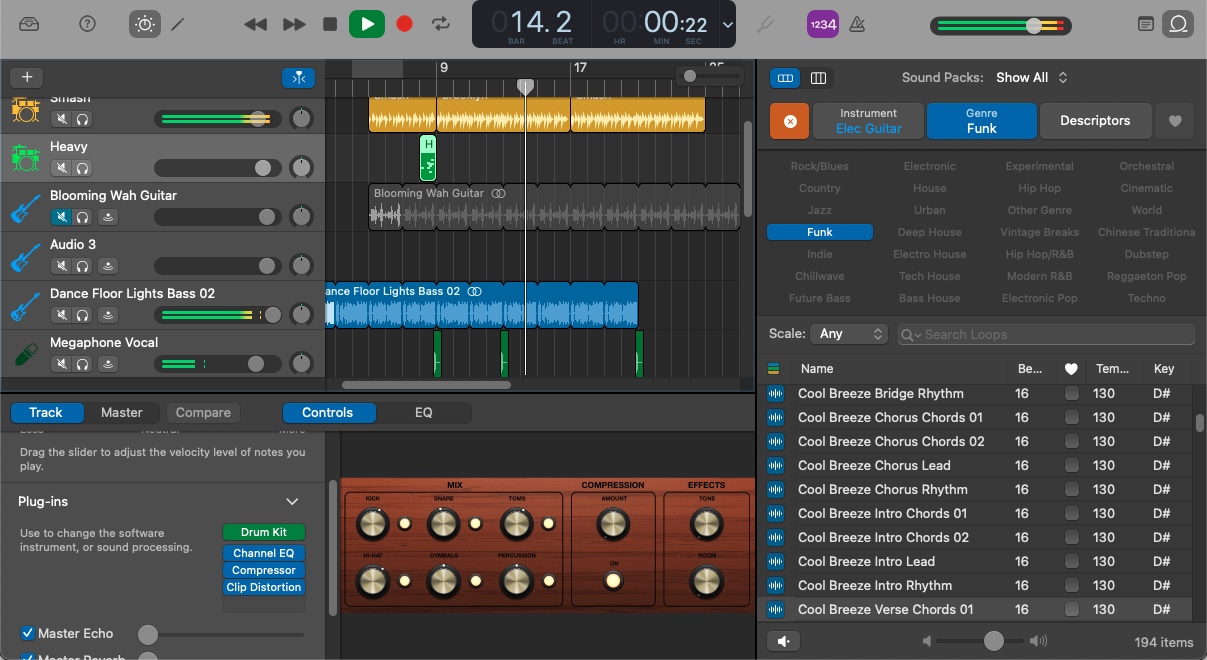 14.2
00:00:22
BAR BEAT
HR MIN SEC
1234
9
17
25
Smash
Heavy
Blooming Wah Guitar
Audio 3
Dance Floor Lights Bass 02
Megaphone Vocal
Smash
Brooklyn
Smash
H
Blooming Wah Guitar
ance Floor Lights Bass 02
Track
Master
Compare
Controls
EQ
Less Neutral More
Drag the slider to adjust the velocity level of notes you
play.
Plug-ins
Use to change the software
instrument, or sound processing.
Drum Kit
Channel EQ
Compressor
Clip Distortion
Master Echo
Master Reverb
MIX
COMPRESSION
EFFECTS
KICK
SNARE
TOMS
AMOUNT
TONE
HI-HAT
CYMBALS
PERCUSSION
ON
ROOM
Sound Packs: Show All
Instrument
Elec Guitar
Genre
Funk
Descriptors
Rock/Blues Electronic Experimental Orchestral
Country House Hip Hop Cinematic
Jazz Urban Other Genre World
Funk Deep House Vintage Breaks Chinese Traditiona
Indie Electro House Hip Hop/R&B Dubstep
Chillwave Tech House Modern R&B Reggaeton Pop
Future Bass Bass House Electronic Pop Techno
Scale: Any
Search Loops
Name Be... Tem... Key
Cool Breeze Bridge Rhythm 16 130 D#
Cool Breeze Chorus Chords 01 16 130 D#
Cool Breeze Chorus Chords 02 16 130 D#
Cool Breeze Chorus Lead 16 130 D#
Cool Breeze Chorus Rhythm 16 130 D#
Cool Breeze Intro Chords 01 16 130 D#
Cool Breeze Intro Chords 02 16 130 D#
Cool Breeze Intro Lead 16 130 D#
Cool Breeze Intro Rhythm 16 130 D#
Cool Breeze Verse Chords 01 16 130 D#
194 items